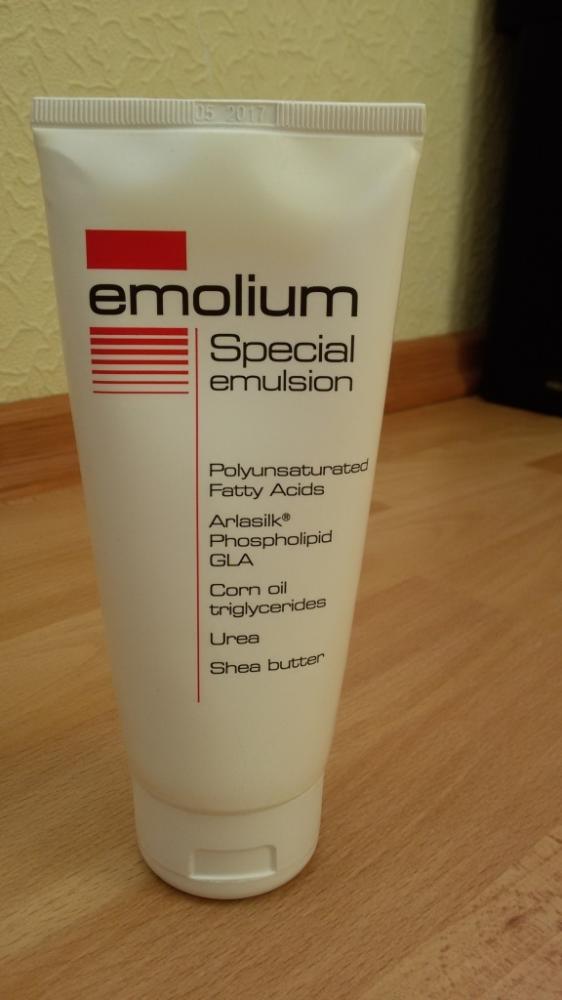 05 2017
emolium
Special
emulsion
Polyunsaturated
Fatty Acids
Arlasilk®
Phospholipid
GLA
Corn oil
triglycerides
Urea
Shea butter